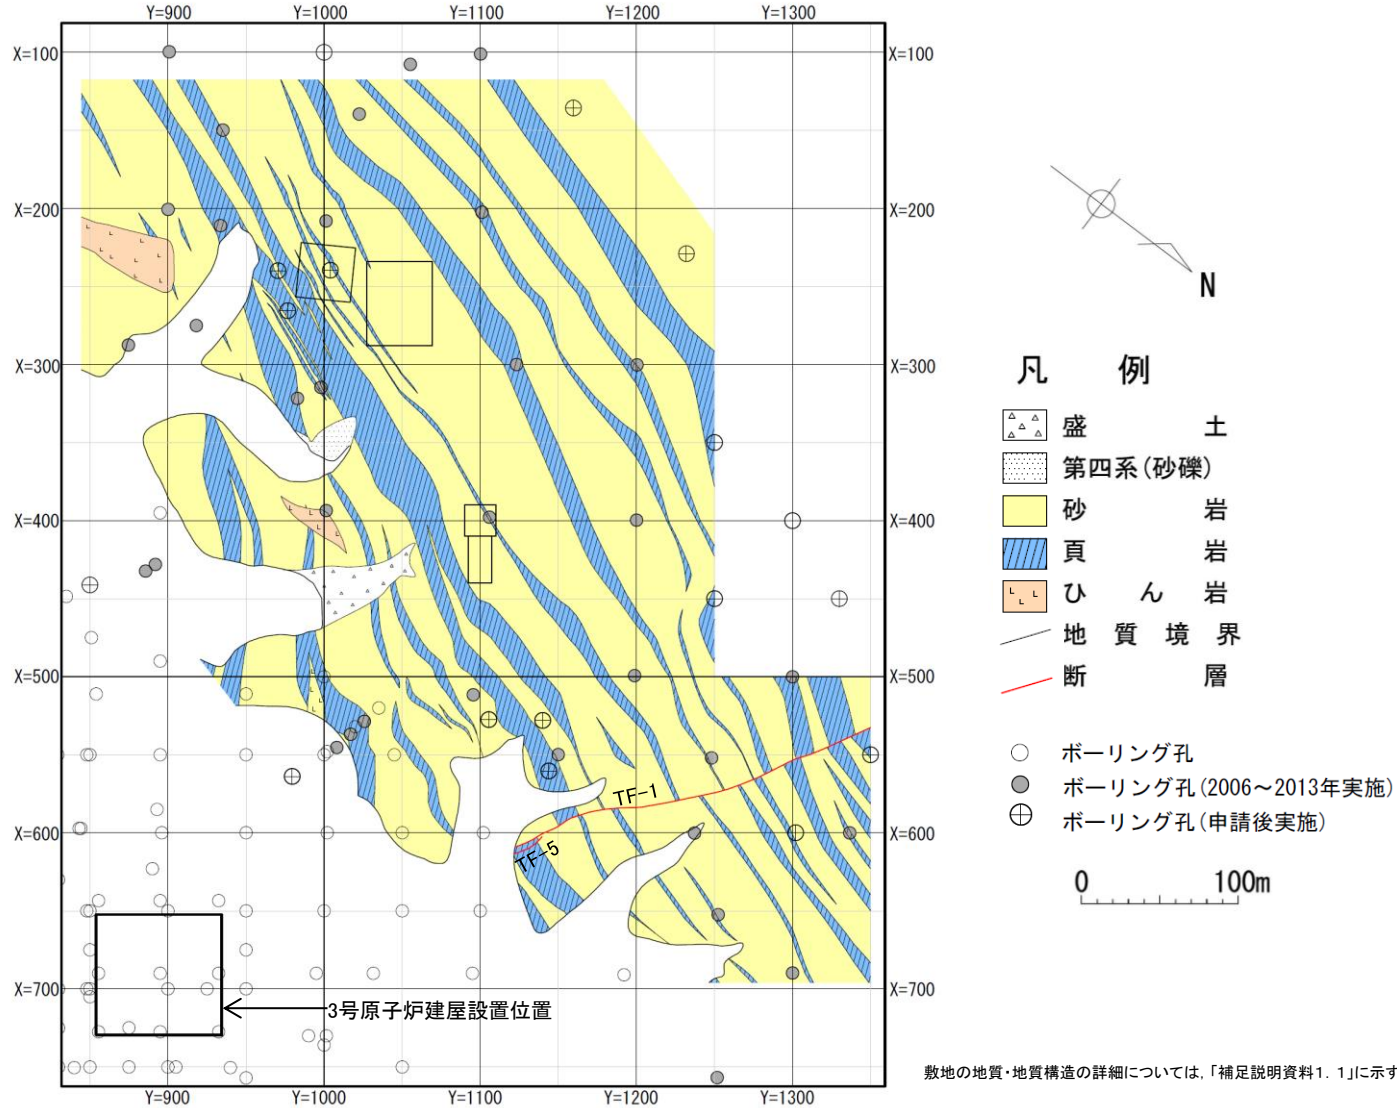 Y=900 Y=1000 Y=1100 Y=1200 Y=1300
X=100 X=100
X=200 X=200
X=300 X=300
X=400 X=400
X=500 X=500
X=600 X=600
X=700 X=700
TF-1
TF-5
3号原子炉建屋設置位置
Y=900 Y=1000 Y=1100 Y=1200 Y=1300
N
凡 例
盛 土
第四系(砂礫)
砂 岩
頁 岩
ひ ん 岩
地 質 境 界
断 層
ボーリング孔
ボーリング孔(2006～2013年実施)
ボーリング孔(申請後実施)
0 100m
敷地の地質・地質構造の詳細については，「補足説明資料1．1」に示す